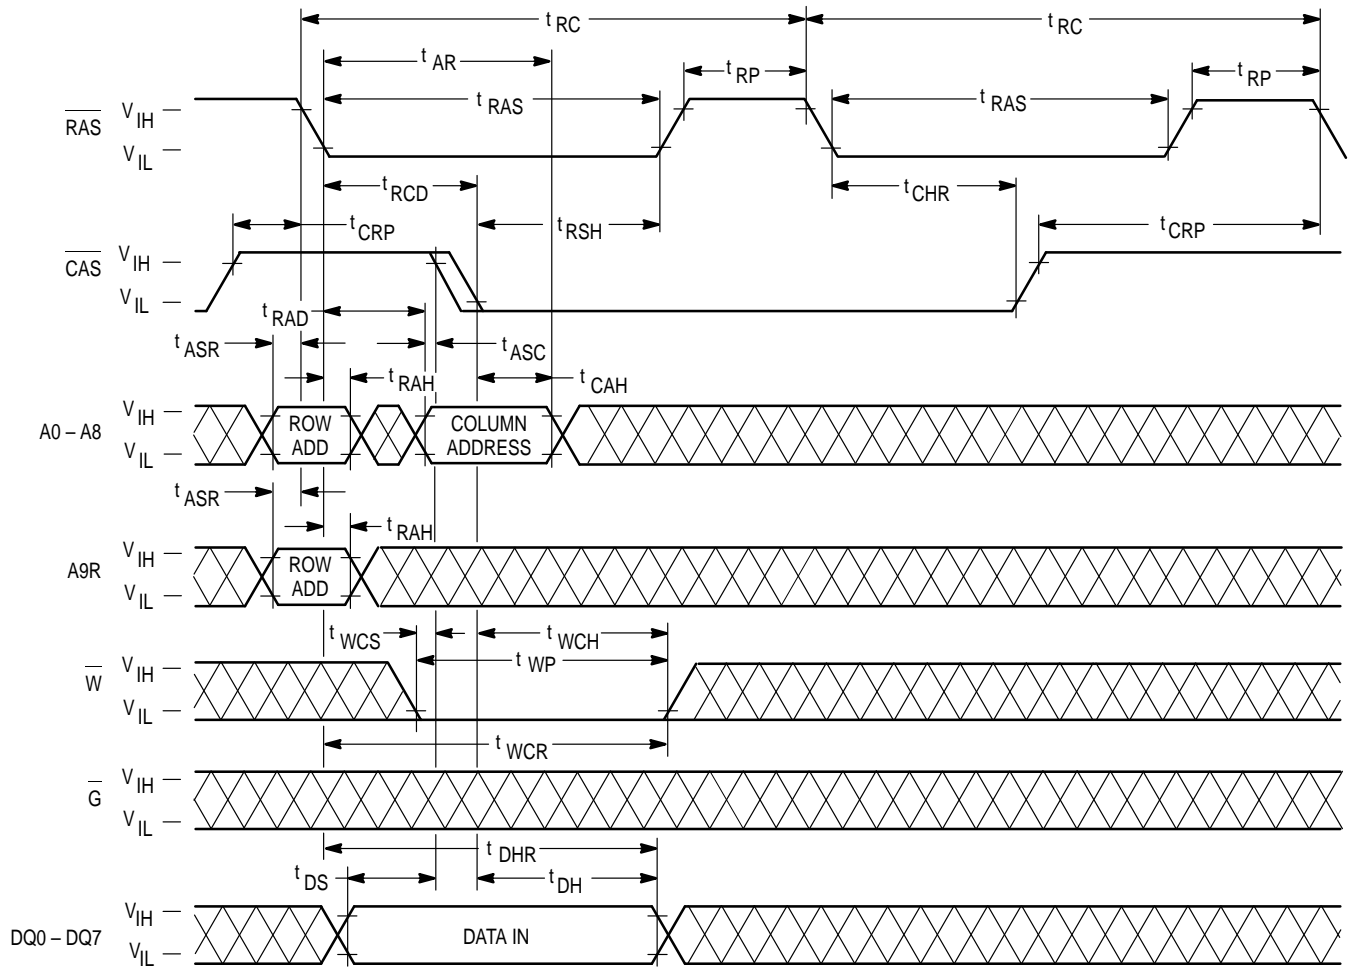 t RC t RC
t AR
t RP t RP
t RAS t RAS
RAS V IH
V IL
t RCD t CHR
t CRP t RSH t CRP
CAS V IH
V IL
t RAD
t ASR t ASC
t RAH t CAH
A0 – A8 V IH ROW ADD COLUMN ADDRESS
V IL
t ASR
t RAH
A9R V IH ROW ADD
V IL
t WCS t WCH
t WP
W V IH
V IL
t WCR
G V IH
V IL
t DHR
t DS t DH
DQ0 – DQ7 VIH DATA IN
VIL